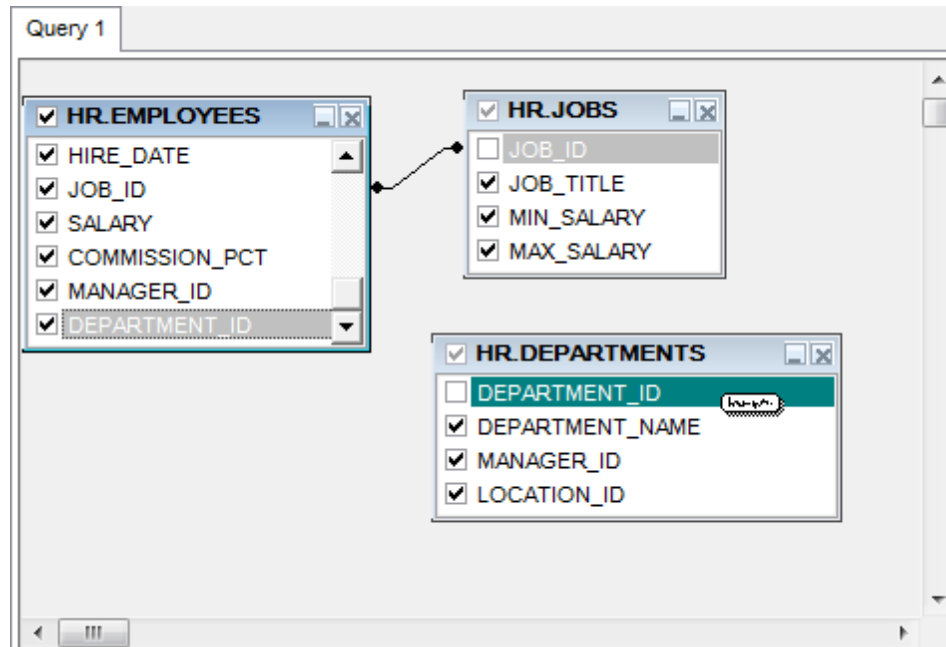 Query 1
HR.EMPLOYEES
HIRE_DATE
JOB_ID
SALARY
COMMISSION_PCT
MANAGER_ID
DEPARTMENT_ID
HR.JOBS
JOB_ID
JOB_TITLE
MIN_SALARY
MAX_SALARY
HR.DEPARTMENTS
DEPARTMENT_ID
DEPARTMENT_NAME
MANAGER_ID
LOCATION_ID